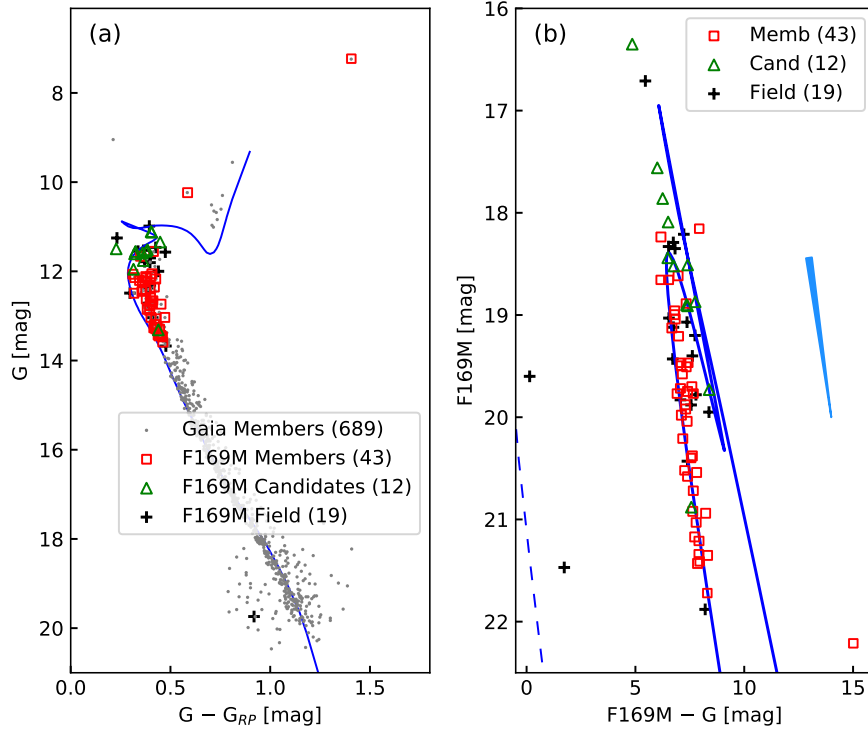 (a)
8
10
12
14
16
18
20
G [mag]
0.0
0.5
1.0
1.5
G − G_RP [mag]
Gaia Members (689)
F169M Members (43)
F169M Candidates (12)
F169M Field (19)
(b)
Memb (43)
Cand (12)
Field (19)
16
17
18
19
20
21
22
F169M [mag]
0
5
10
15
F169M − G [mag]